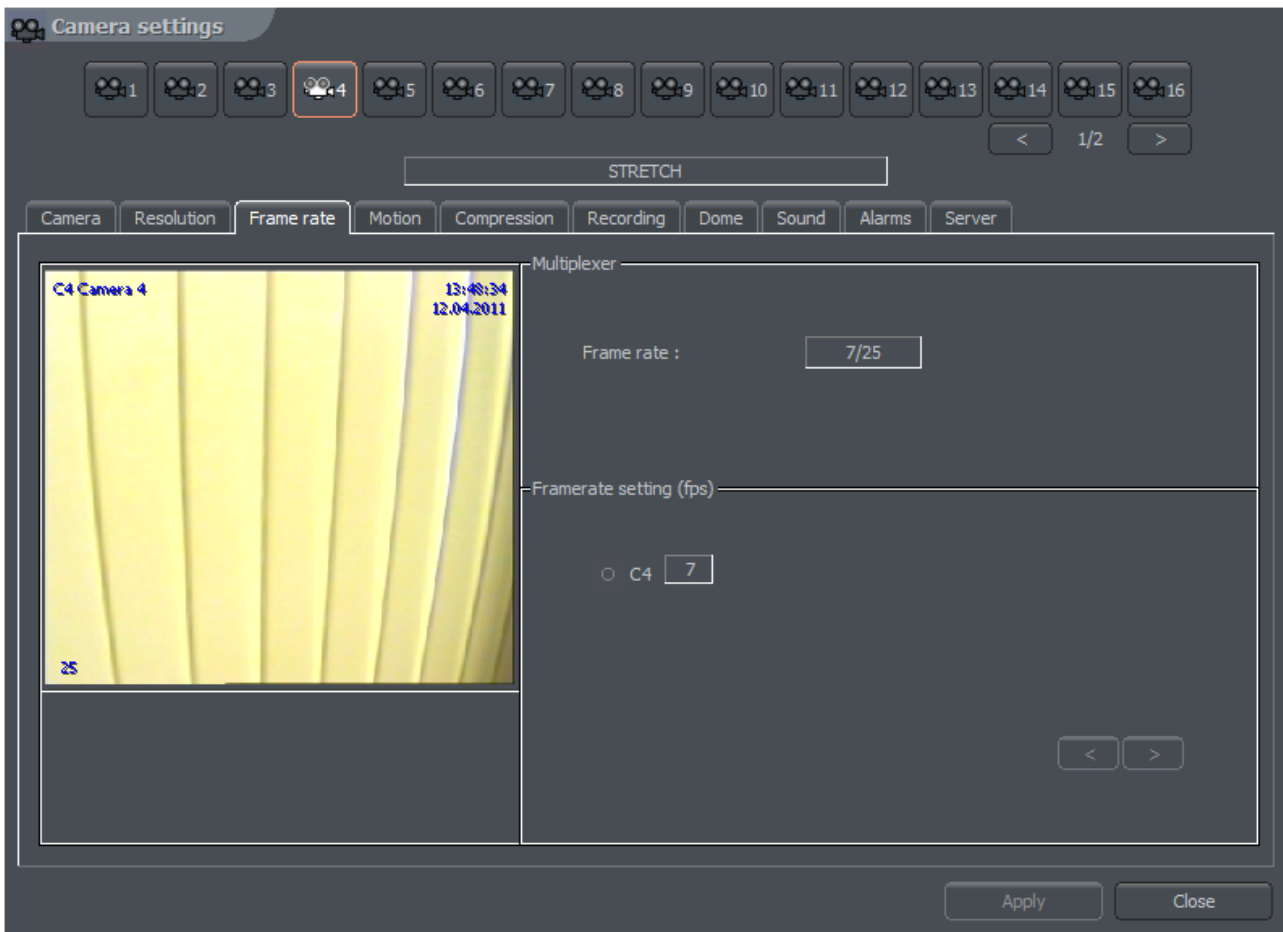 Camera settings
1 2 3 4 5 6 7 8 9 10 11 12 13 14 15 16
< 1/2 >
STRETCH
Camera Resolution Frame rate Motion Compression Recording Dome Sound Alarms Server
C4 Camera 4
13:48:34
12.04.2011
25
Multiplexer
Frame rate : 7/25
Framerate setting (fps)
C4 7
< >
Apply Close